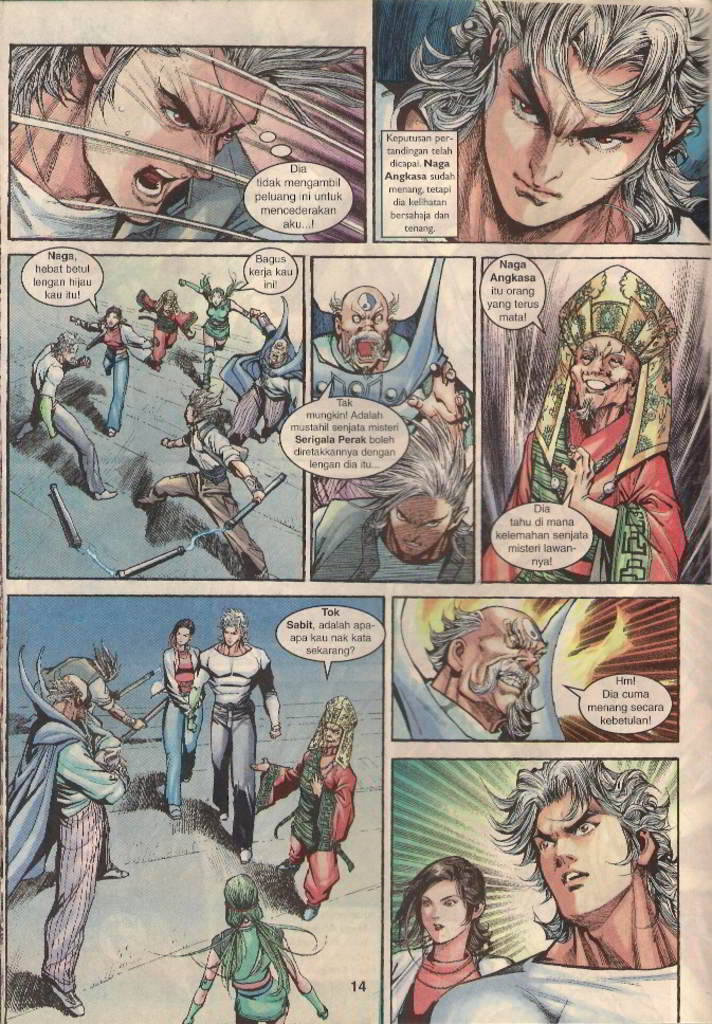 Dia
tidak mengambil
peluang ini untuk
mencederakan
aku...!
Keputusan per-
tandingan telah
dicapai. Naga
Angkasa sudah
menang, tetapi
dia kelihatan
bersahaja dan
tenang.
Naga,
hebat betul
lengan hijau
kau itu!
Bagus
kerja kau
ini!
Tak
mungkin! Adalah
mustahil senjata misteri
Serigala Perak boleh
diretakkannya dengan
lengan dia itu...
Naga
Angkasa
itu orang
yang terus
mata!
Dia
tahu di mana
kelemahan senjata
misteri lawan-
nya!
Tok
Sabit, adalah apa-
apa kau nak kata
sekarang?
Hm!
Dia cuma
menang secara
kebetulan!
14